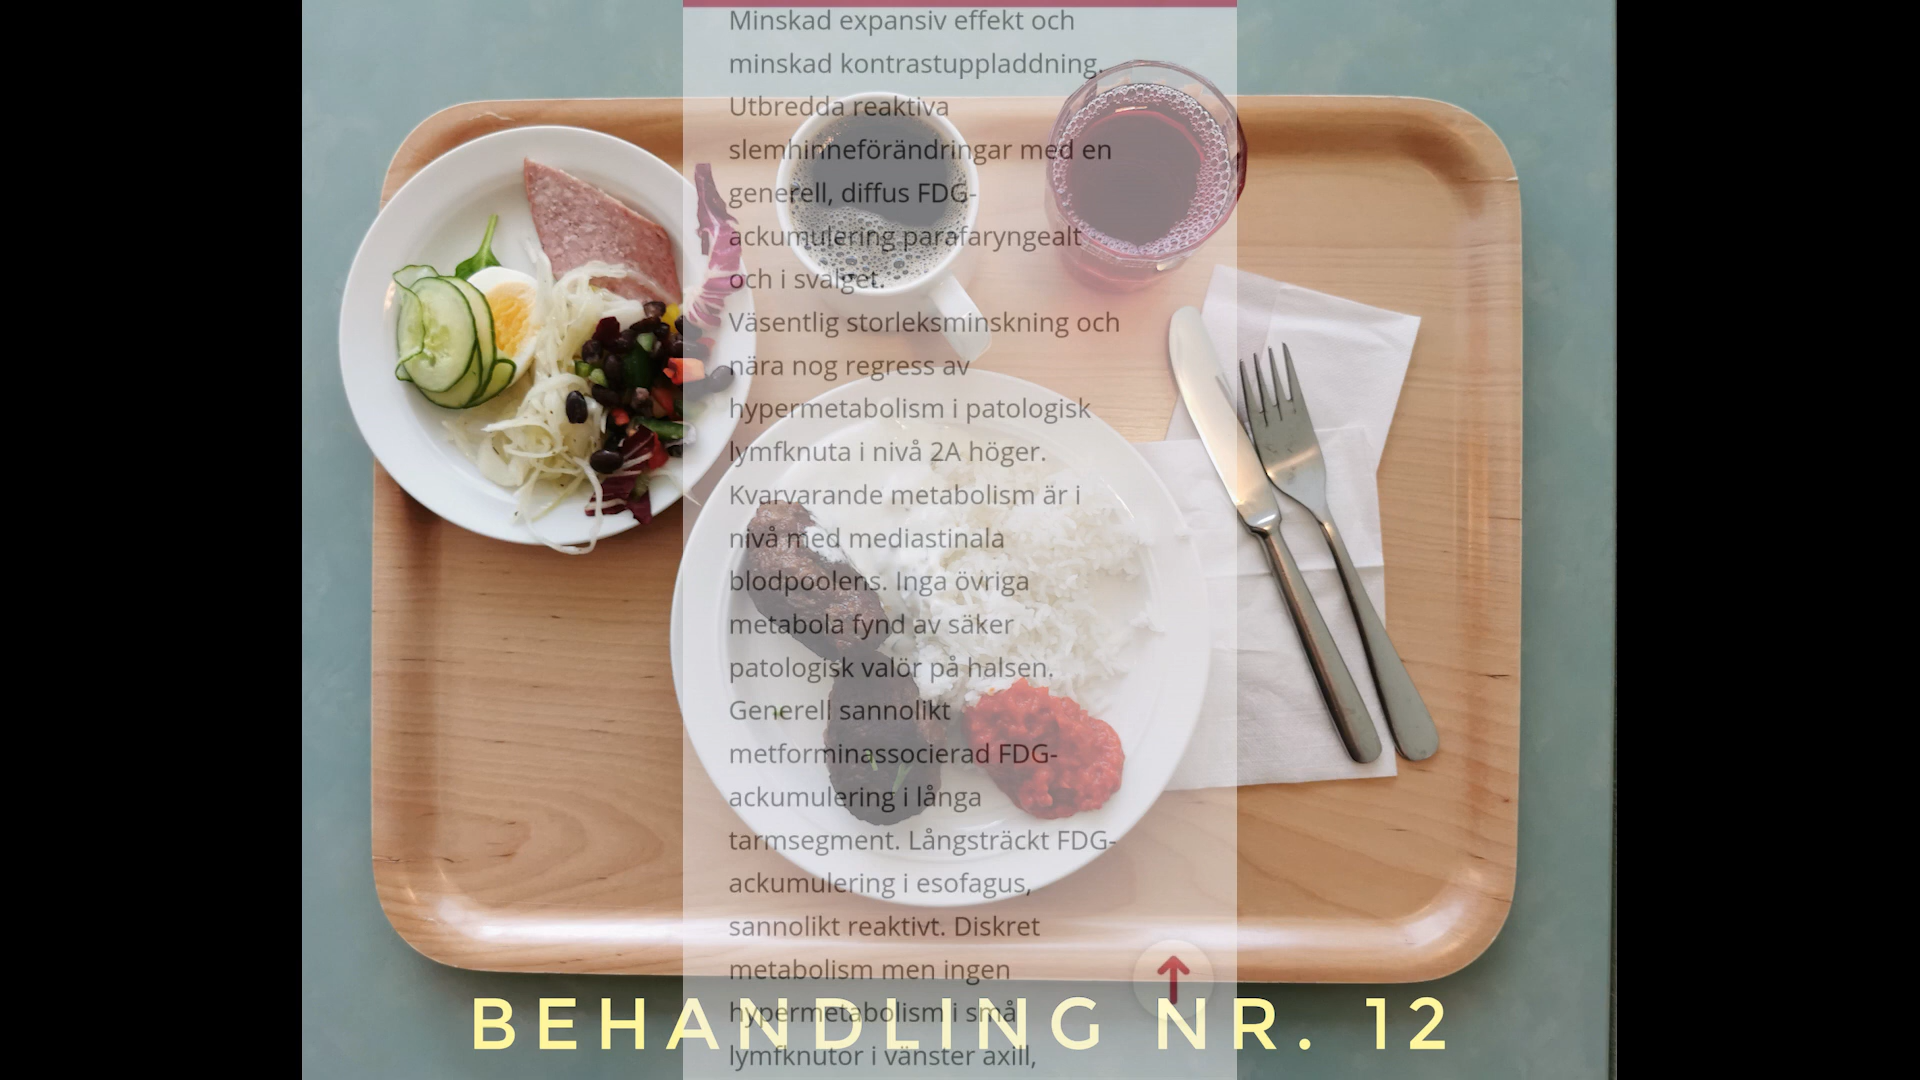 Minskad expansiv effekt och
minskad kontrastuppladdning.
Utbredda reaktiva
slemhinneförändringar med en
generell, diffus FDG-
ackumulering parafaryngealt
och i svalget.
Väsentlig storleksminskning och
nära nog regress av
hypermetabolism i patologisk
lymfknuta i nivå 2A höger.
Kvarvarande metabolism är i
nivå med mediastinala
blodpoolens. Inga övriga
metabola fynd av säker
patologisk valör på halsen.
Generell sannolikt
metforminassocierad FDG-
ackumulering i långa
tarmsegment. Långsträckt FDG-
ackumulering i esofagus,
sannolikt reaktivt. Diskret
metabolism men ingen
hypermetabolism i små
lymfknutor i vänster axill,
BEHANDLING NR. 12